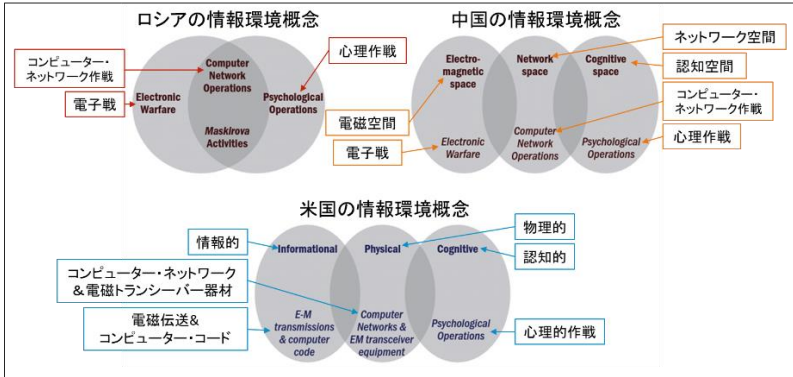 ロシアの情報環境概念
コンピューター・
ネットワーク作戦
電子戦
心理作戦
Computer
Network
Operations
Electronic
Warfare
Psychological
Operations
Maskirova
Activities
中国の情報環境概念
ネットワーク空間
認知空間
コンピューター・
ネットワーク作戦
心理作戦
電磁空間
電子戦
Electro-
magnetic
space
Network
space
Cognitive
space
Electronic
Warfare
Computer
Network
Operations
Psychological
Operations
米国の情報環境概念
情報的
コンピューター・ネットワーク
&電磁トランシーバー器材
電磁伝送&
コンピューター・コード
物理的
認知的
心理的作戦
Informational
Physical
Cognitive
E-M
transmissions
& computer
code
Computer
Networks &
EM transceiver
equipment
Psychological
Operations